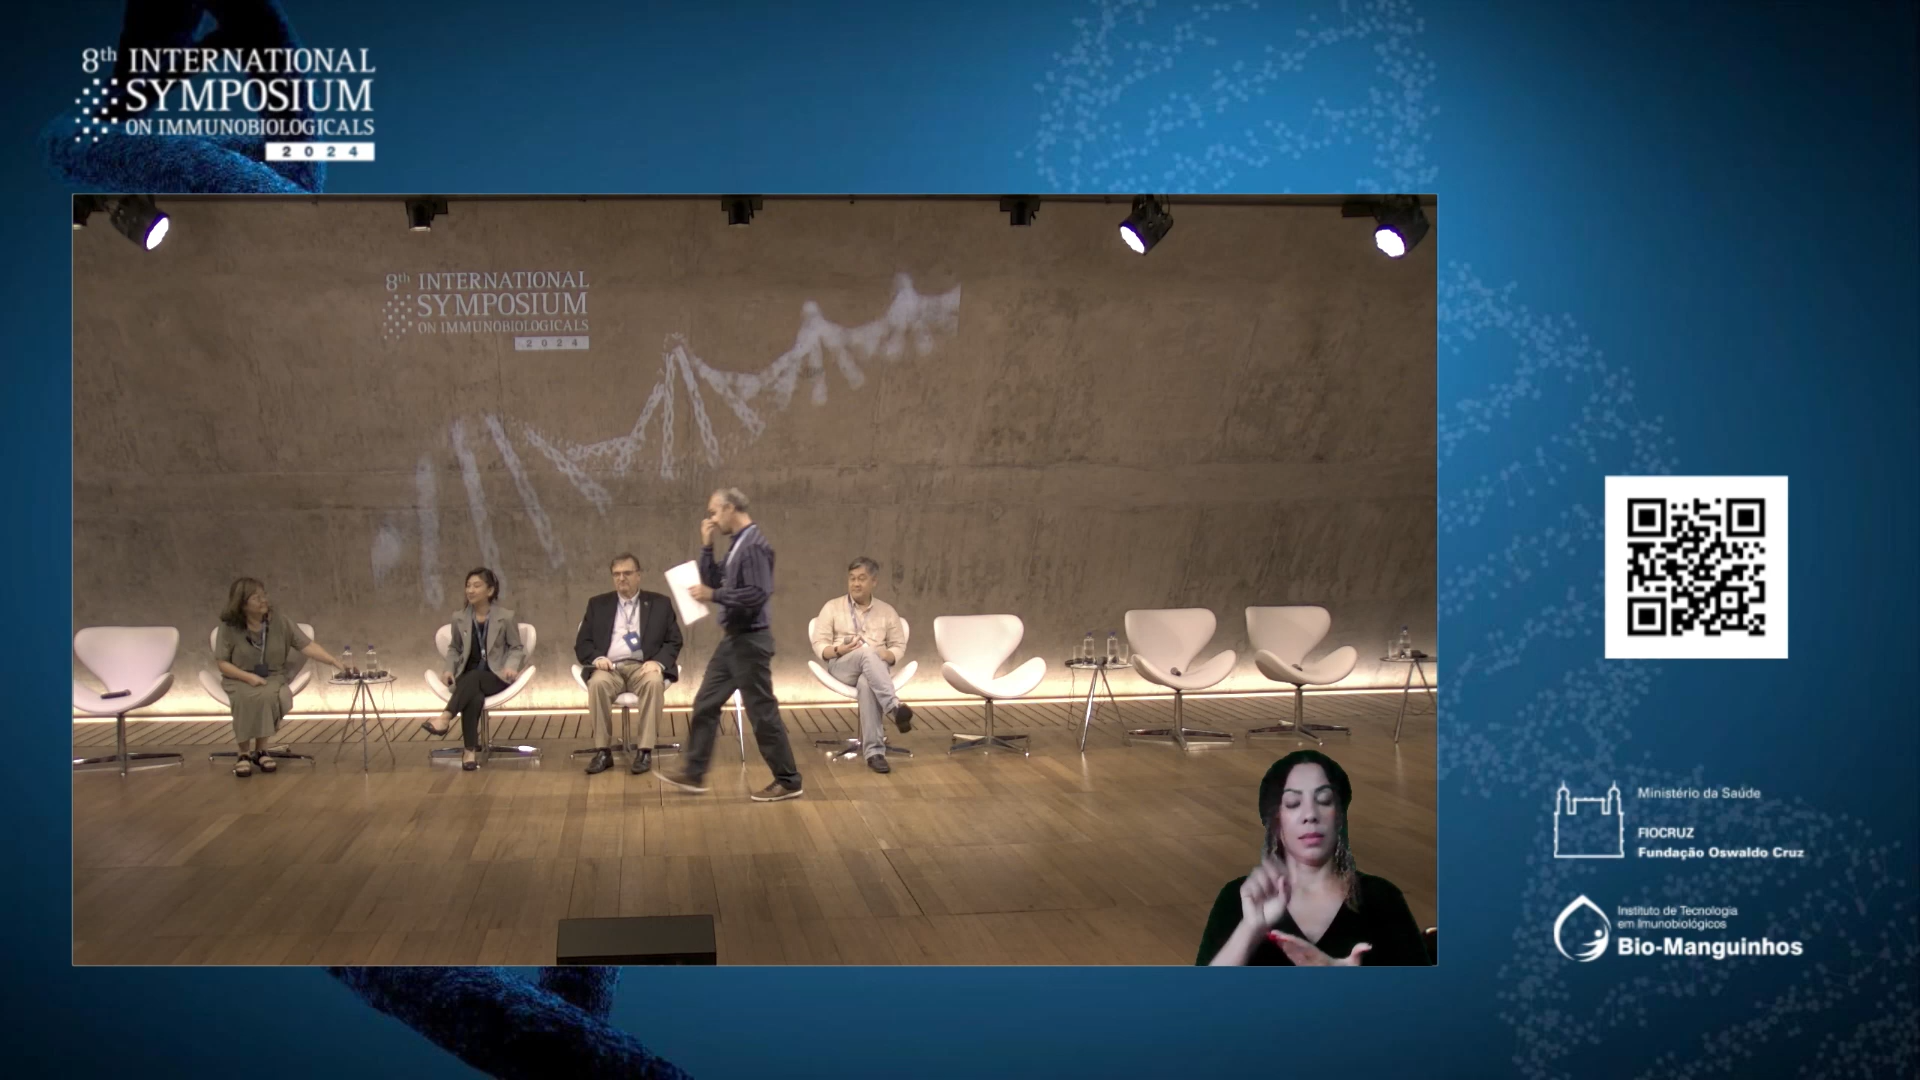 8th INTERNATIONAL
SYMPOSIUM
ON IMMUNOBIOLOGICALS
2024
8th INTERNATIONAL
SYMPOSIUM
ON IMMUNOBIOLOGICALS
2024
Ministério da Saúde
FIOCRUZ
Fundação Oswaldo Cruz
Instituto de Tecnologia
em Imunobiológicos
Bio-Manguinhos